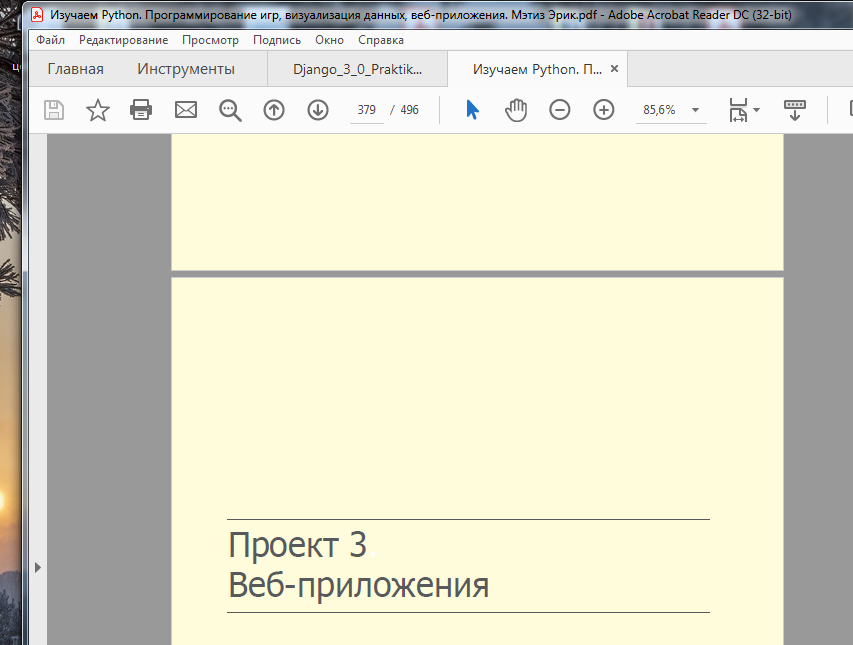 Изучаем Python. Программирование игр, визуализация данных, веб-приложения. Мэтиз Эрик.pdf - Adobe Acrobat Reader DC (32-bit)
Файл Редактирование Просмотр Подпись Окно Справка
Главная Инструменты Django_3_0_Praktik... Изучаем Python. П... ×
379 / 496 85,6%
Проект 3
Веб-приложения